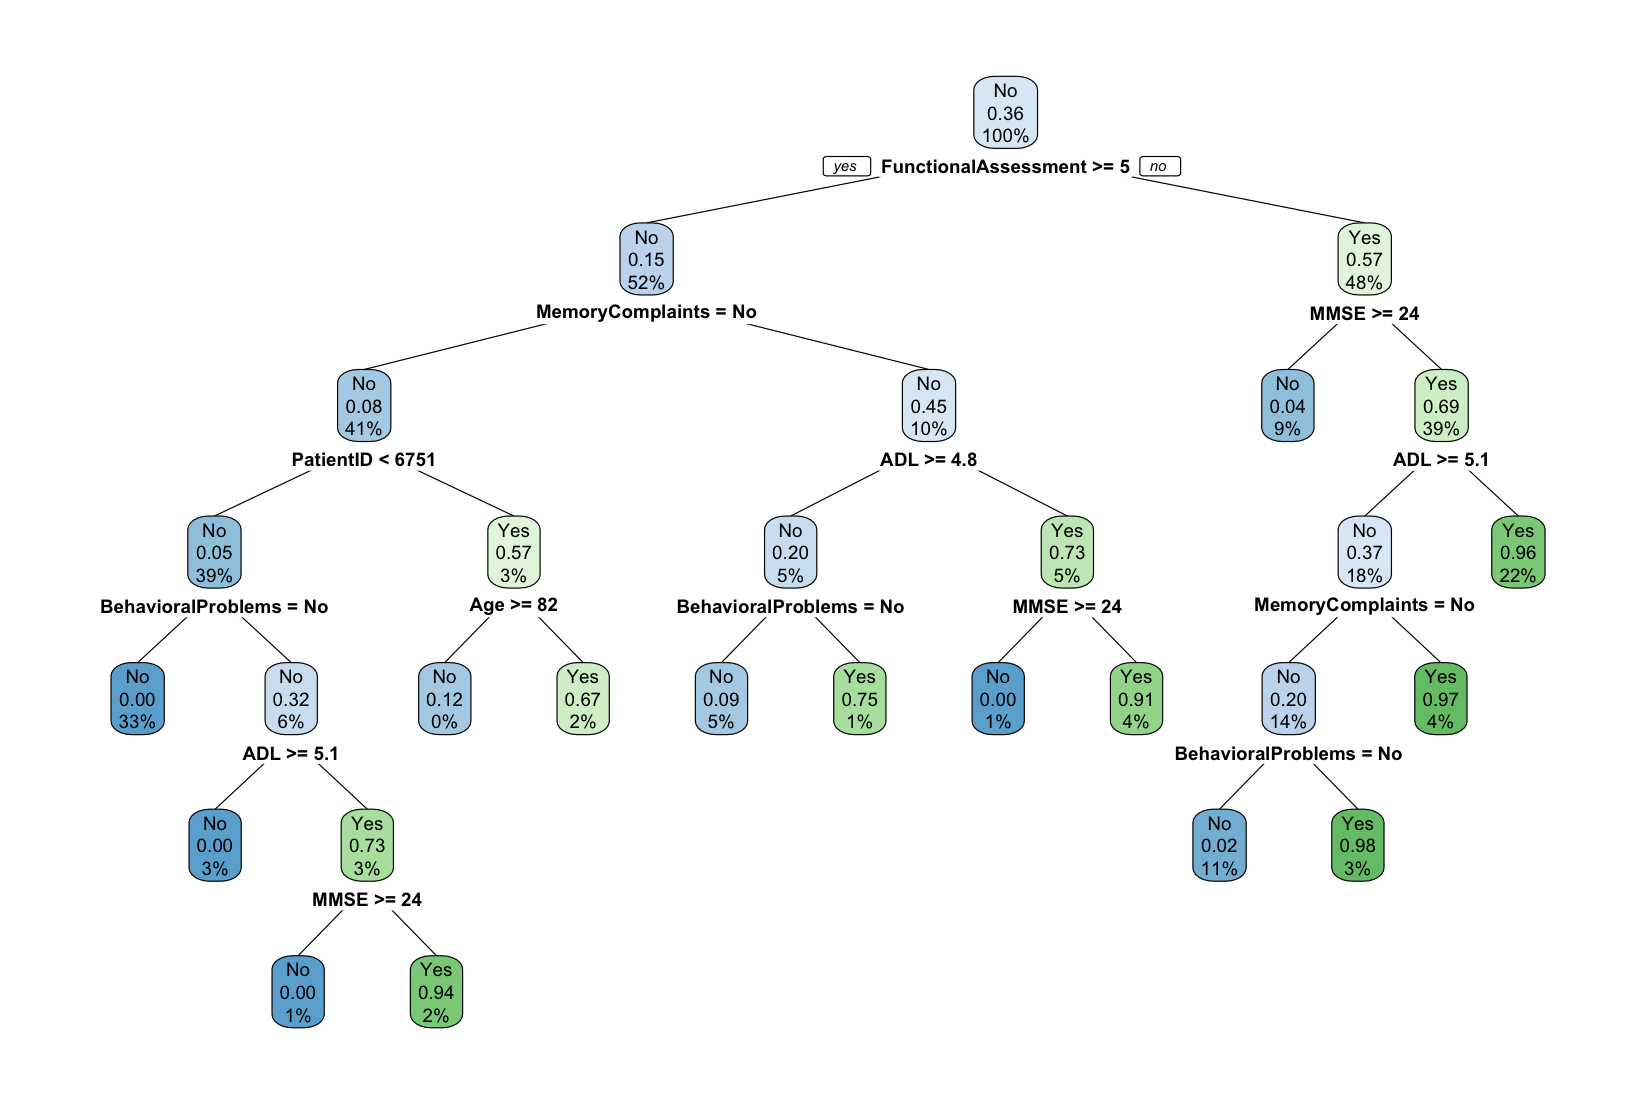 No
0.36
100%
yes FunctionalAssessment >= 5 no
No
0.15
52%
MemoryComplaints = No
Yes
0.57
48%
MMSE >= 24
No
0.08
41%
PatientID < 6751
No
0.45
10%
ADL >= 4.8
No
0.04
9%
Yes
0.69
39%
ADL >= 5.1
No
0.05
39%
BehavioralProblems = No
Yes
0.57
3%
Age >= 82
No
0.20
5%
BehavioralProblems = No
Yes
0.73
5%
MMSE >= 24
No
0.37
18%
MemoryComplaints = No
Yes
0.96
22%
No
0.00
33%
No
0.32
6%
ADL >= 5.1
No
0.12
0%
Yes
0.67
2%
No
0.09
5%
Yes
0.75
1%
No
0.00
1%
Yes
0.91
4%
No
0.20
14%
BehavioralProblems = No
Yes
0.97
4%
No
0.00
3%
Yes
0.73
3%
MMSE >= 24
No
0.02
11%
Yes
0.98
3%
No
0.00
1%
Yes
0.94
2%